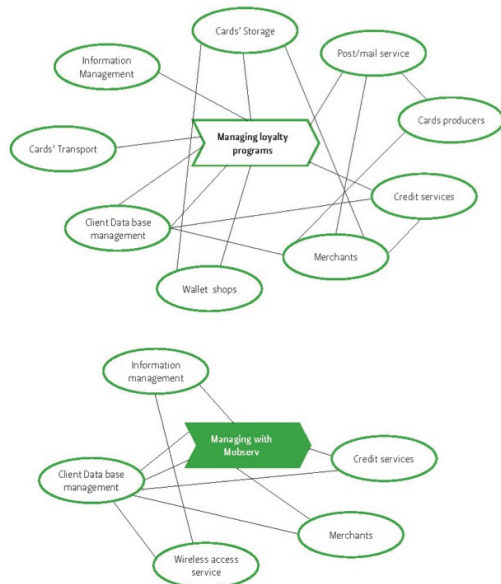 Cards' Storage
Post/mail service
Information
Management
Managing loyalty
programs
Cards producers
Cards' Transport
Credit services
Client Data base
management
Merchants
Wallet shops
Information
management
Managing with
Mobserv
Credit services
Client Data base
management
Merchants
Wireless access
service